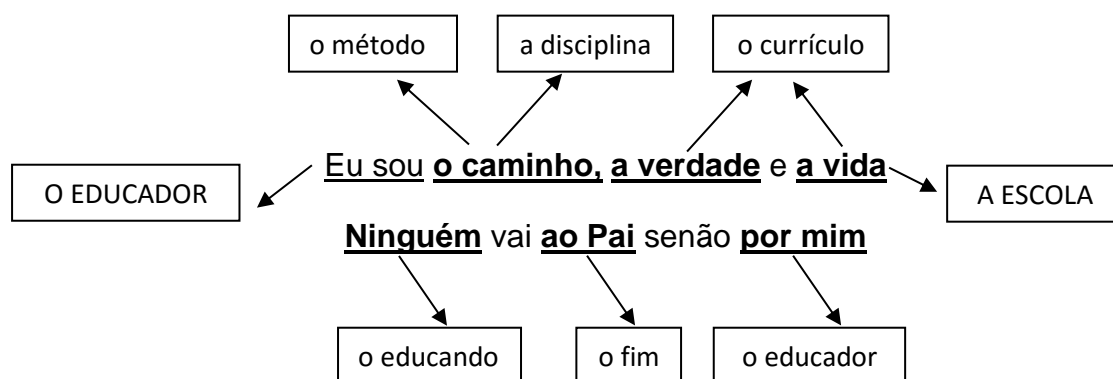 o método
a disciplina
o currículo
Eu sou o caminho, a verdade e a vida
O EDUCADOR
A ESCOLA
Ninguém vai ao Pai senão por mim
o educando
o fim
o educador